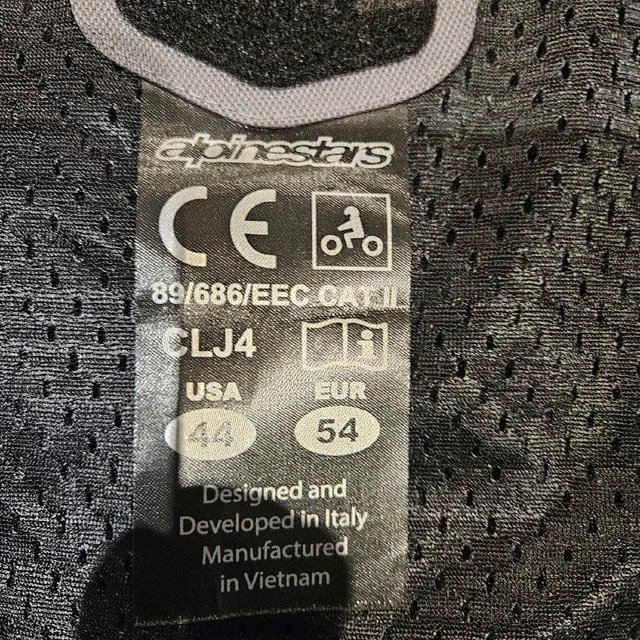 alpinestars
CE
89/686/EEC CAT II
CLJ4
i
USA EUR
44 54
Designed and
Developed in Italy
Manufactured
in Vietnam